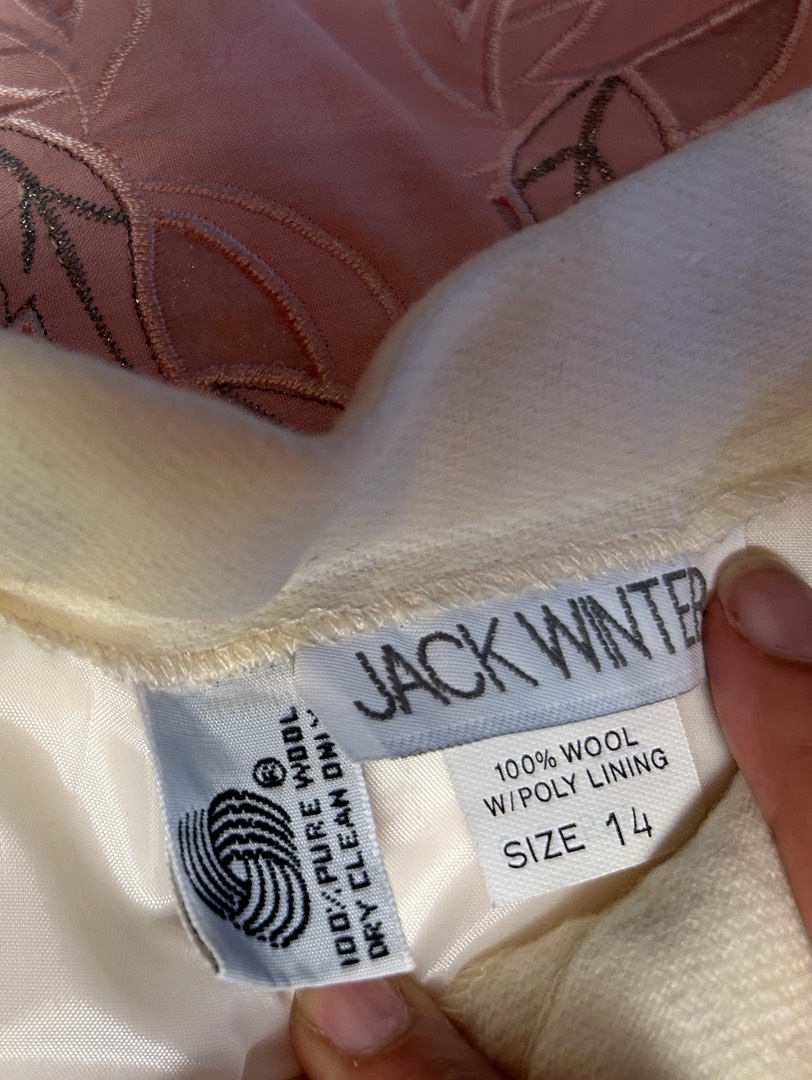 JACK WINTER
100% WOOL
W/POLY LINING
SIZE 14
®
100% PURE WOOL
DRY CLEAN ONLY